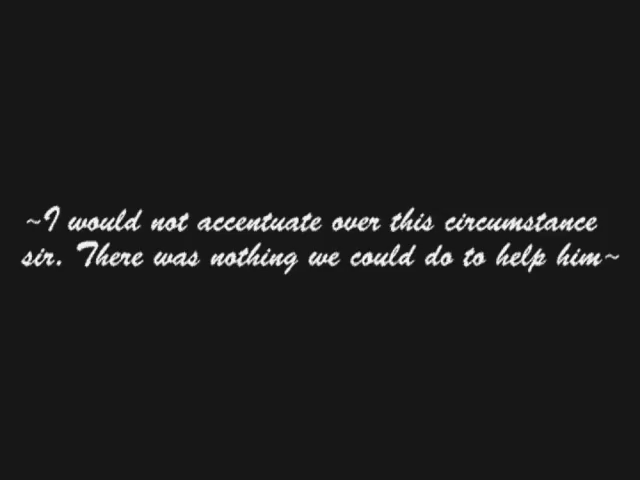 ~I would not accentuate over this circumstance
sir. There was nothing we could do to help him~